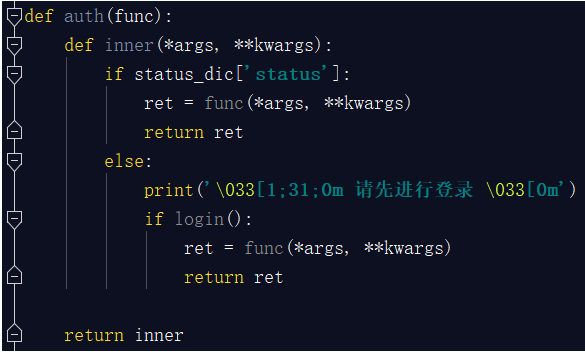 def auth(func):
    def inner(*args, **kwargs):
        if status_dic['status']:
            ret = func(*args, **kwargs)
            return ret
        else:
            print('\033[1;31;0m 请先进行登录 \033[0m')
            if login():
                ret = func(*args, **kwargs)
                return ret
    return inner